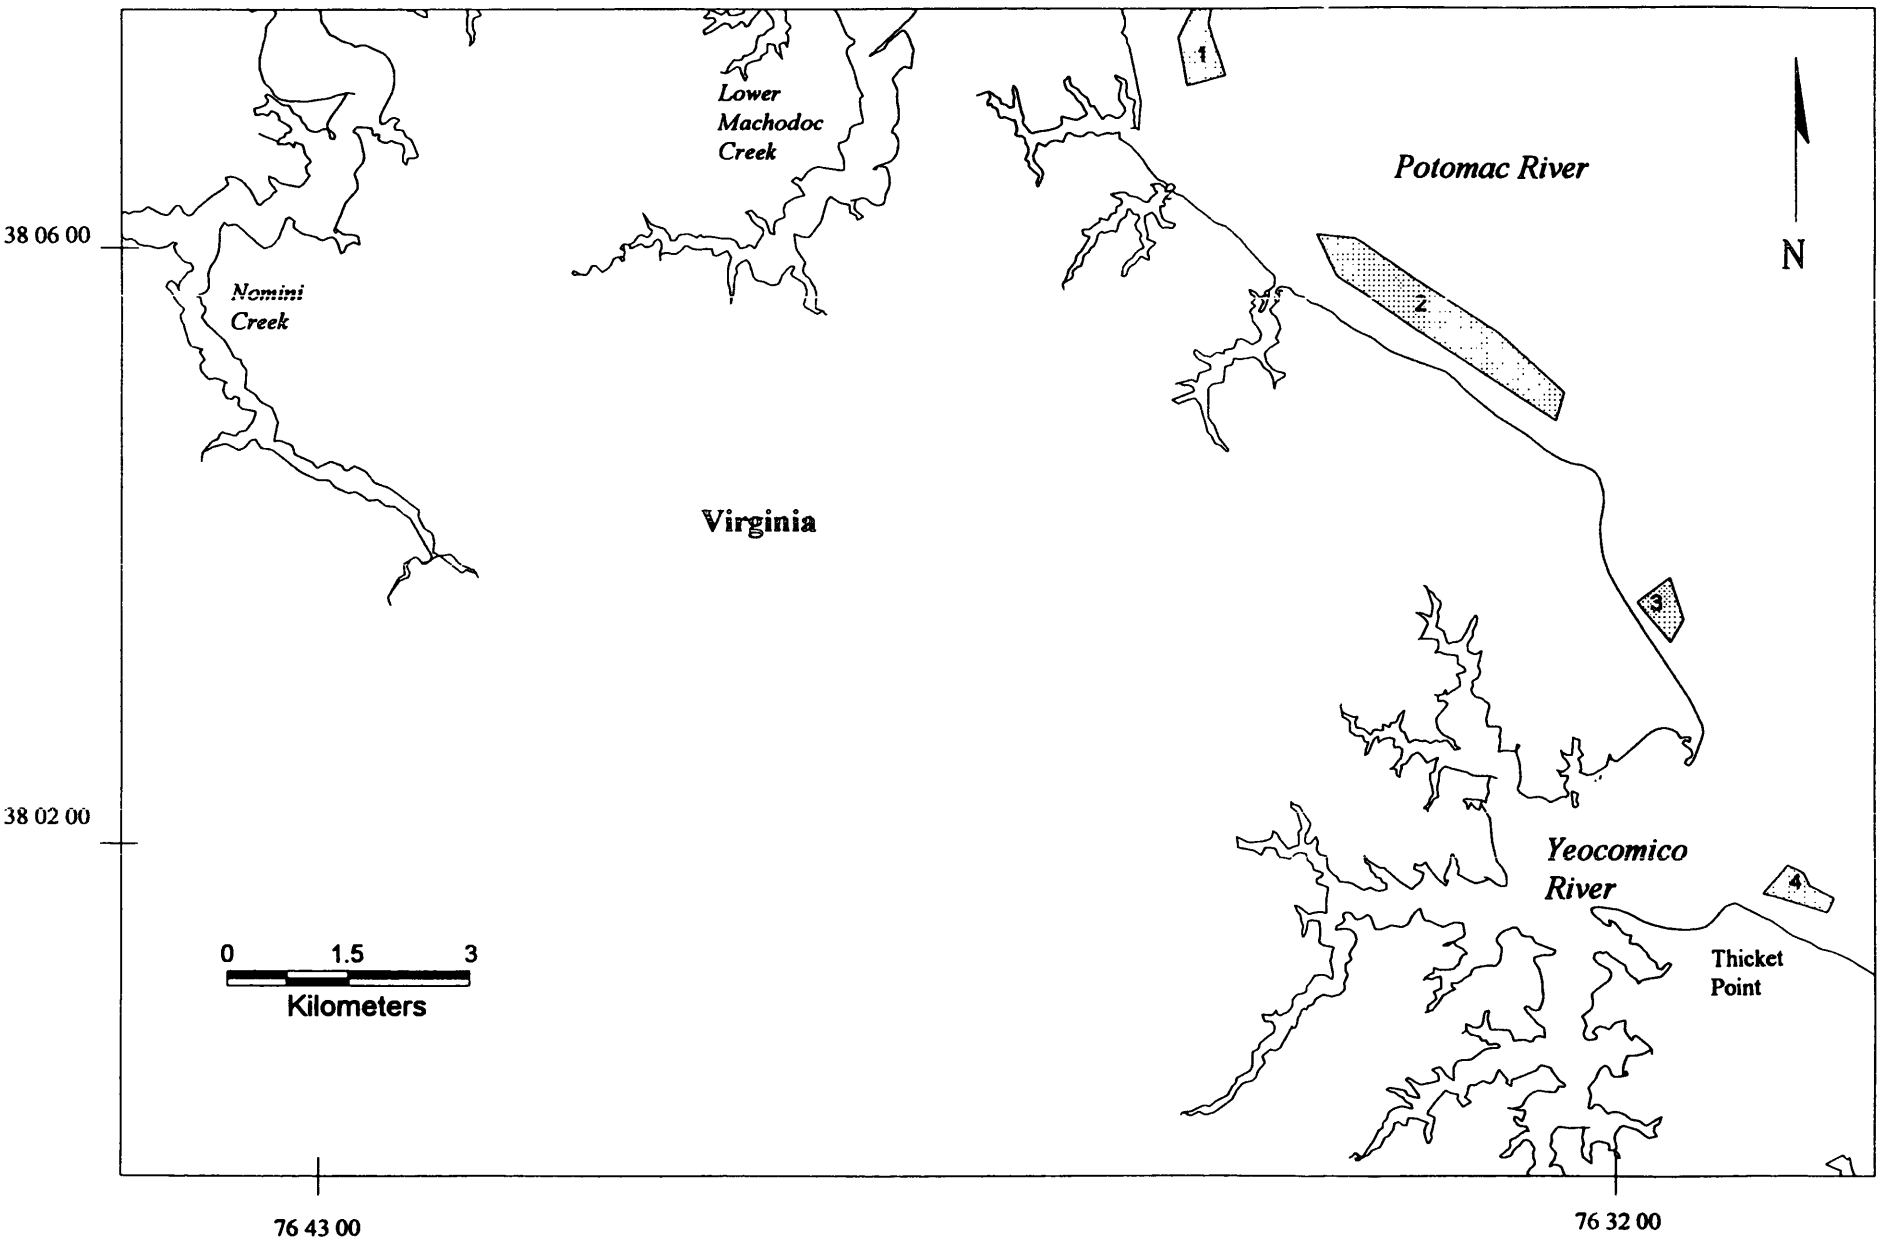 1
Lower
Machodoc
Creek
Potomac River
38 06 00
N
Nomini
Creek
2
Virginia
3
38 02 00
Yeocomico
River
4
0 1.5 3
Kilometers
Thicket
Point
76 43 00
76 32 00